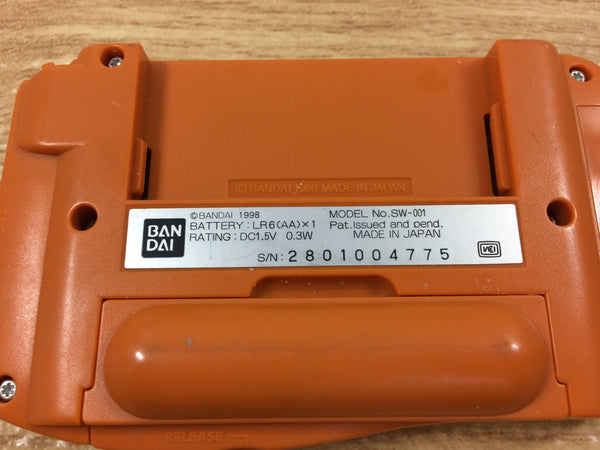 © BANDAI 1998 MADE IN JAPAN
BAN
DAI
© BANDAI 1998
BATTERY : LR6(AA)×1
RATING : DC1.5V 0.3W
MODEL No.SW-001
Pat.issued and pend.
MADE IN JAPAN
S/N: 2801004775
VCI
RELEASE